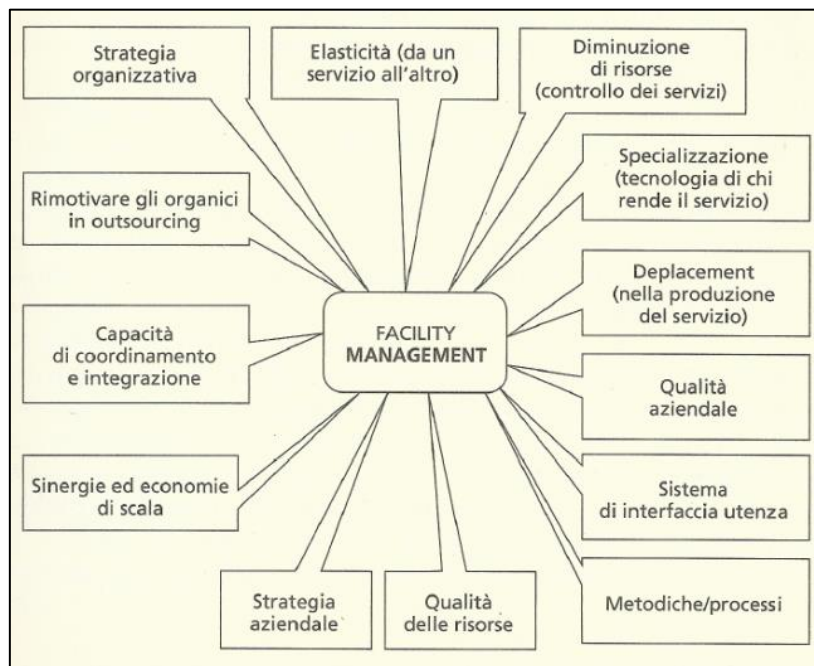 Strategia
organizzativa
Elasticità (da un
servizio all'altro)
Diminuzione
di risorse
(controllo dei servizi)
Specializzazione
(tecnologia di chi
rende il servizio)
Rimotivare gli organici
in outsourcing
Deplacement
(nella produzione
del servizio)
FACILITY
MANAGEMENT
Capacità
di coordinamento
e integrazione
Qualità
aziendale
Sinergie ed economie
di scala
Sistema
di interfaccia utenza
Strategia
aziendale
Qualità
delle risorse
Metodiche/processi